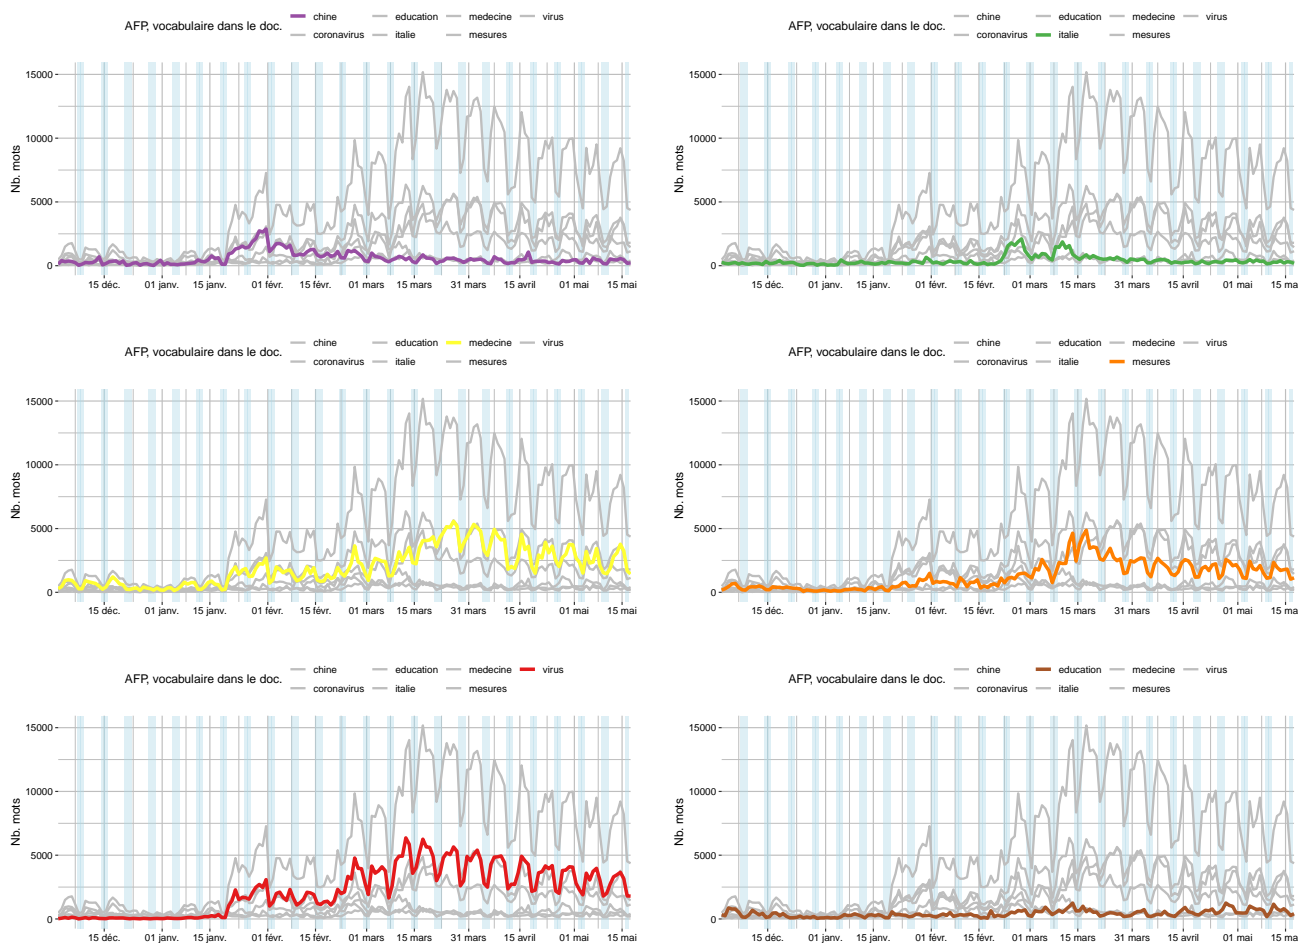 AFP, vocabulaire dans le doc.
chine education medecine virus
coronavirus italie mesures
Nb. mots
15000
10000
5000
0
15 déc. 01 janv. 15 janv. 01 févr. 15 févr. 01 mars 15 mars 31 mars 15 avril 01 mai 15 mai
AFP, vocabulaire dans le doc.
chine education medecine virus
coronavirus italie mesures
Nb. mots
15000
10000
5000
0
15 déc. 01 janv. 15 janv. 01 févr. 15 févr. 01 mars 15 mars 31 mars 15 avril 01 mai 15 ma
AFP, vocabulaire dans le doc.
chine education medecine virus
coronavirus italie mesures
Nb. mots
15000
10000
5000
0
15 déc. 01 janv. 15 janv. 01 févr. 15 févr. 01 mars 15 mars 31 mars 15 avril 01 mai 15 mai
AFP, vocabulaire dans le doc.
chine education medecine virus
coronavirus italie mesures
Nb. mots
15000
10000
5000
0
15 déc. 01 janv. 15 janv. 01 févr. 15 févr. 01 mars 15 mars 31 mars 15 avril 01 mai 15 ma
AFP, vocabulaire dans le doc.
chine education medecine virus
coronavirus italie mesures
Nb. mots
15000
10000
5000
0
15 déc. 01 janv. 15 janv. 01 févr. 15 févr. 01 mars 15 mars 31 mars 15 avril 01 mai 15 mai
AFP, vocabulaire dans le doc.
chine education medecine virus
coronavirus italie mesures
Nb. mots
15000
10000
5000
0
15 déc. 01 janv. 15 janv. 01 févr. 15 févr. 01 mars 15 mars 31 mars 15 avril 01 mai 15 ma